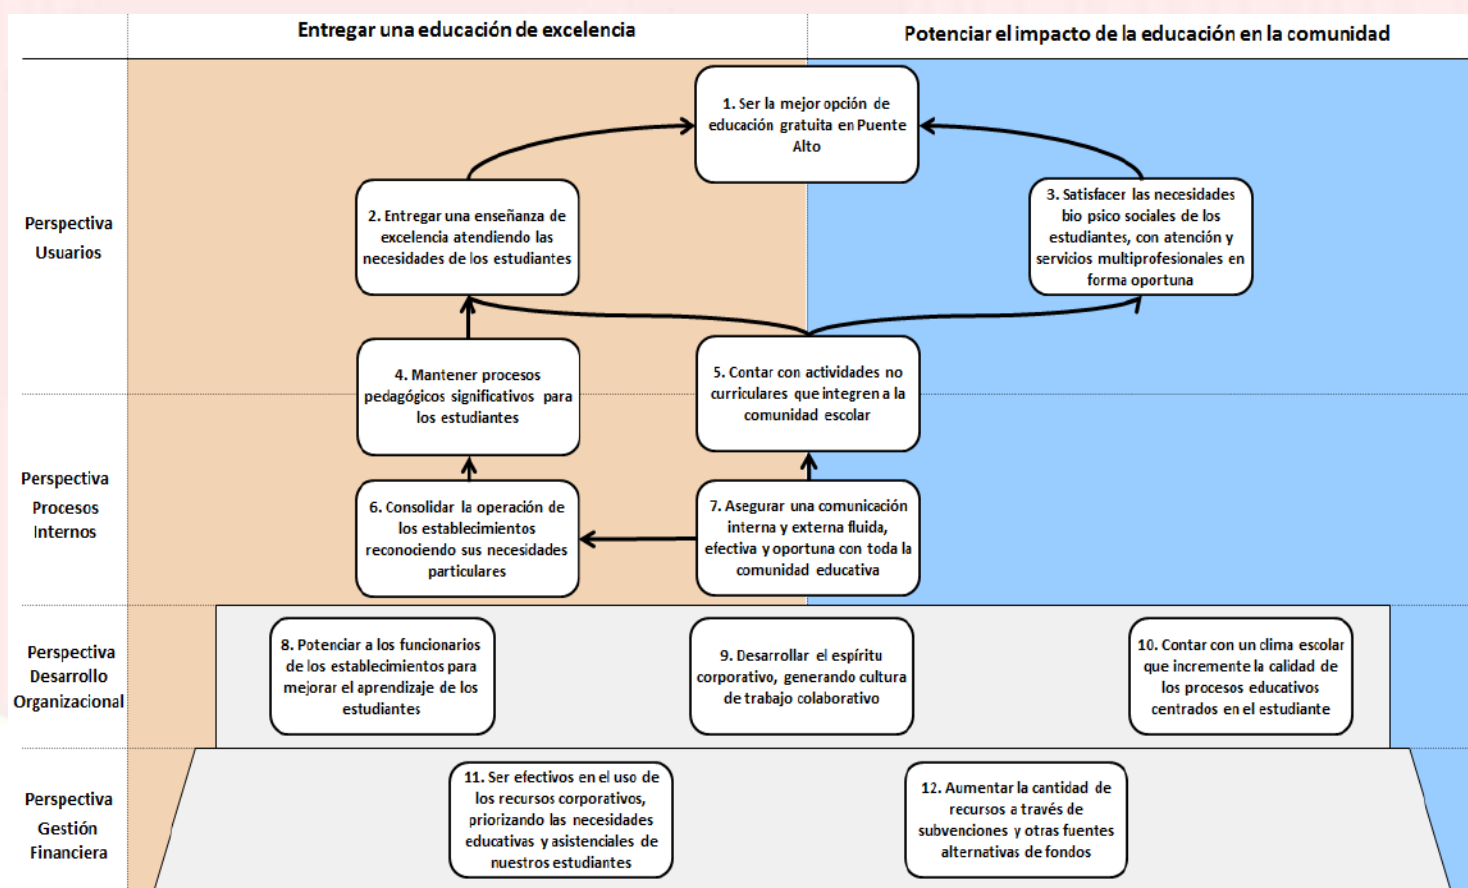 Entregar una educación de excelencia
Potenciar el impacto de la educación en la comunidad
Perspectiva
Usuarios
1. Ser la mejor opción de
educación gratuita en Puente
Alto
2. Entregar una enseñanza de
excelencia atendiendo las
necesidades de los estudiantes
3. Satisfacer las necesidades
bio psico sociales de los
estudiantes, con atención y
servicios multiprofesionales en
forma oportuna
4. Mantener procesos
pedagógicos significativos para
los estudiantes
5. Contar con actividades no
curriculares que integren a la
comunidad escolar
Perspectiva
Procesos
Internos
6. Consolidar la operación de
los establecimientos
reconociendo sus necesidades
particulares
7. Asegurar una comunicación
interna y externa fluida,
efectiva y oportuna con toda la
comunidad educativa
Perspectiva
Desarrollo
Organizacional
8. Potenciar a los funcionarios
de los establecimientos para
mejorar el aprendizaje de los
estudiantes
9. Desarrollar el espíritu
corporativo, generando cultura
de trabajo colaborativo
10. Contar con un clima escolar
que incremente la calidad de
los procesos educativos
centrados en el estudiante
Perspectiva
Gestión
Financiera
11. Ser efectivos en el uso de
los recursos corporativos,
priorizando las necesidades
educativas y asistenciales de
nuestros estudiantes
12. Aumentar la cantidad de
recursos a través de
subvenciones y otras fuentes
alternativas de fondos